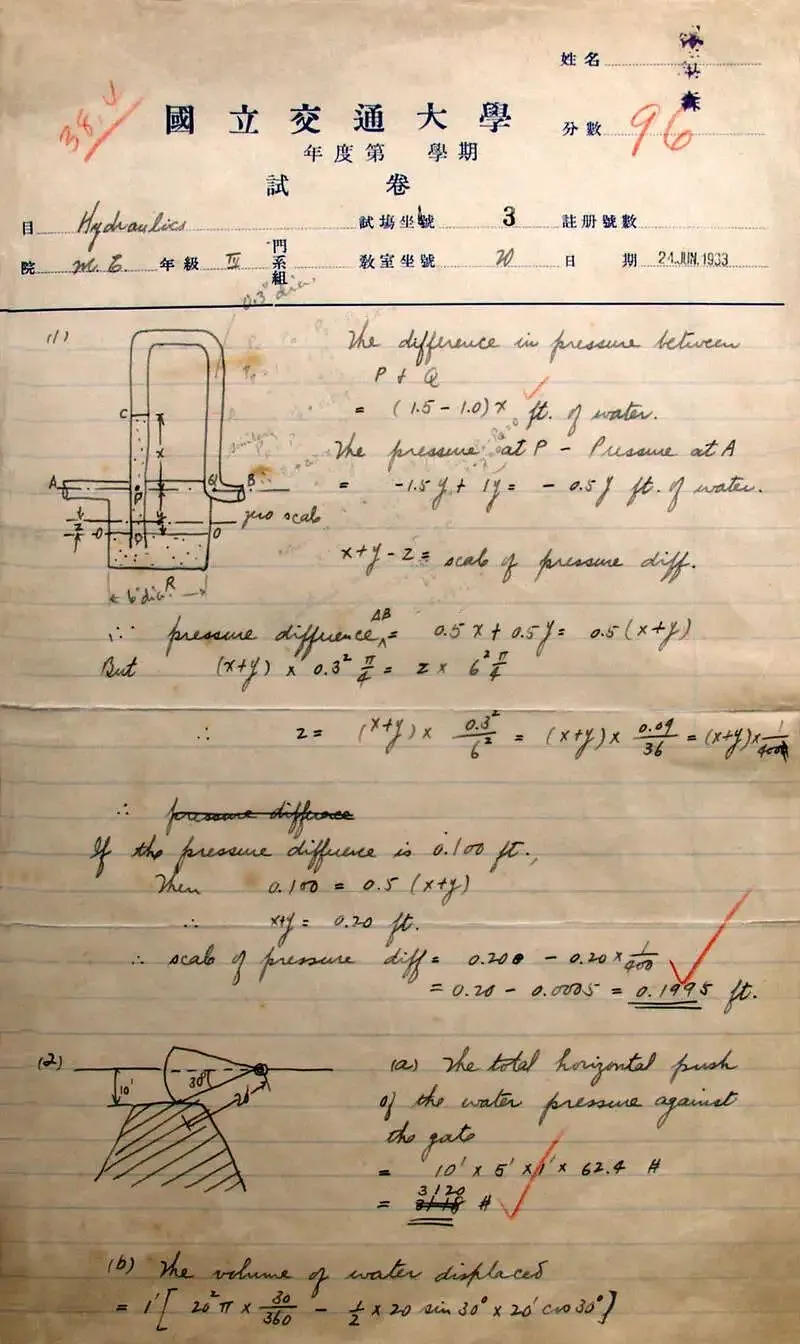 姓名
38.
國立交通大學
分數 96
年度第 學期
試 卷
目 Hydraulics 試場坐號 3 註册號數
院 M.E. 年級 IV 門系組 教室坐號 20 日 期 24.JUN.1933
0.3" dia.
(1) The difference in pressure between
P & Q
= (1.5 - 1.0)x ft. of water.
C
x
The pressure at P - Pressure at A
A P Q B
= -1.5y + 1y = - 0.5y ft. of water.
zero scale
z O D O
x+y-z = scale of pressure diff.
R
6" dia.
∴ pressure difference AB = 0.5x + 0.5y = 0.5(x+y)
But (x+y) x 0.3² π/4 = z x 6² π/4
∴ z = (x+y) x 0.3²/6² = (x+y) x 0.09/36 = (x+y) x 1/400
∴ pressure difference
If the pressure difference is 0.100 ft.,
Then 0.100 = 0.5 (x+y)
∴ x+y = 0.20 ft.
∴ scale of pressure diff = 0.200 - 0.20 x 1/400
= 0.20 - 0.0005 = 0.1995 ft.
(2) (a) The total horizontal push
10' 30° 20'
of the water pressure against
the gate
= 10' x 5' x 1' x 62.4 #
= 3120 #
(b) The volume of water displaced
= 1' [ 20² π x 30/360 - 1/2 x 20 sin 30° x 20' cos 30° ]